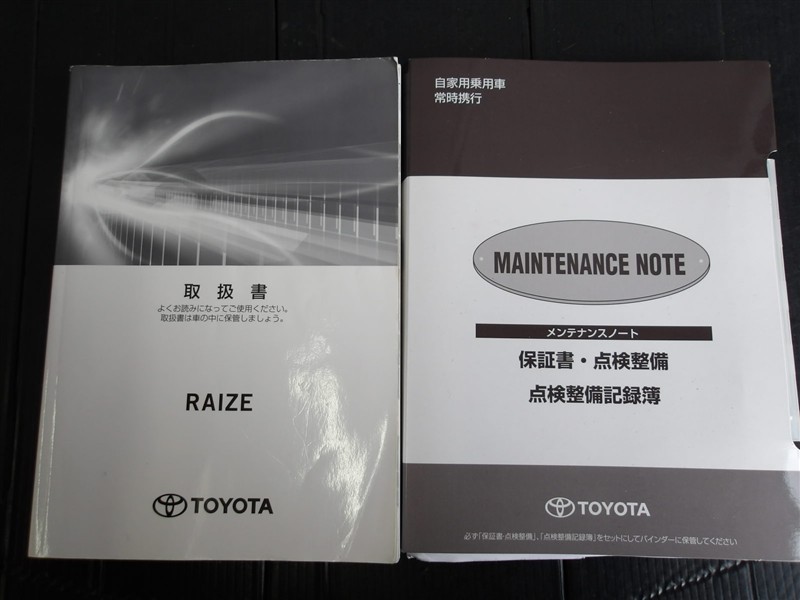 取扱書
よくお読みになってご使用ください。
取扱書は車の中に保管しましょう。
RAIZE
TOYOTA
自家用乗用車
常時携行
MAINTENANCE NOTE
メンテナンスノート
保証書・点検整備
点検整備記録簿
TOYOTA
必ず「保証書・点検整備」、「点検整備記録簿」をセットにしてバインダーに保管してください